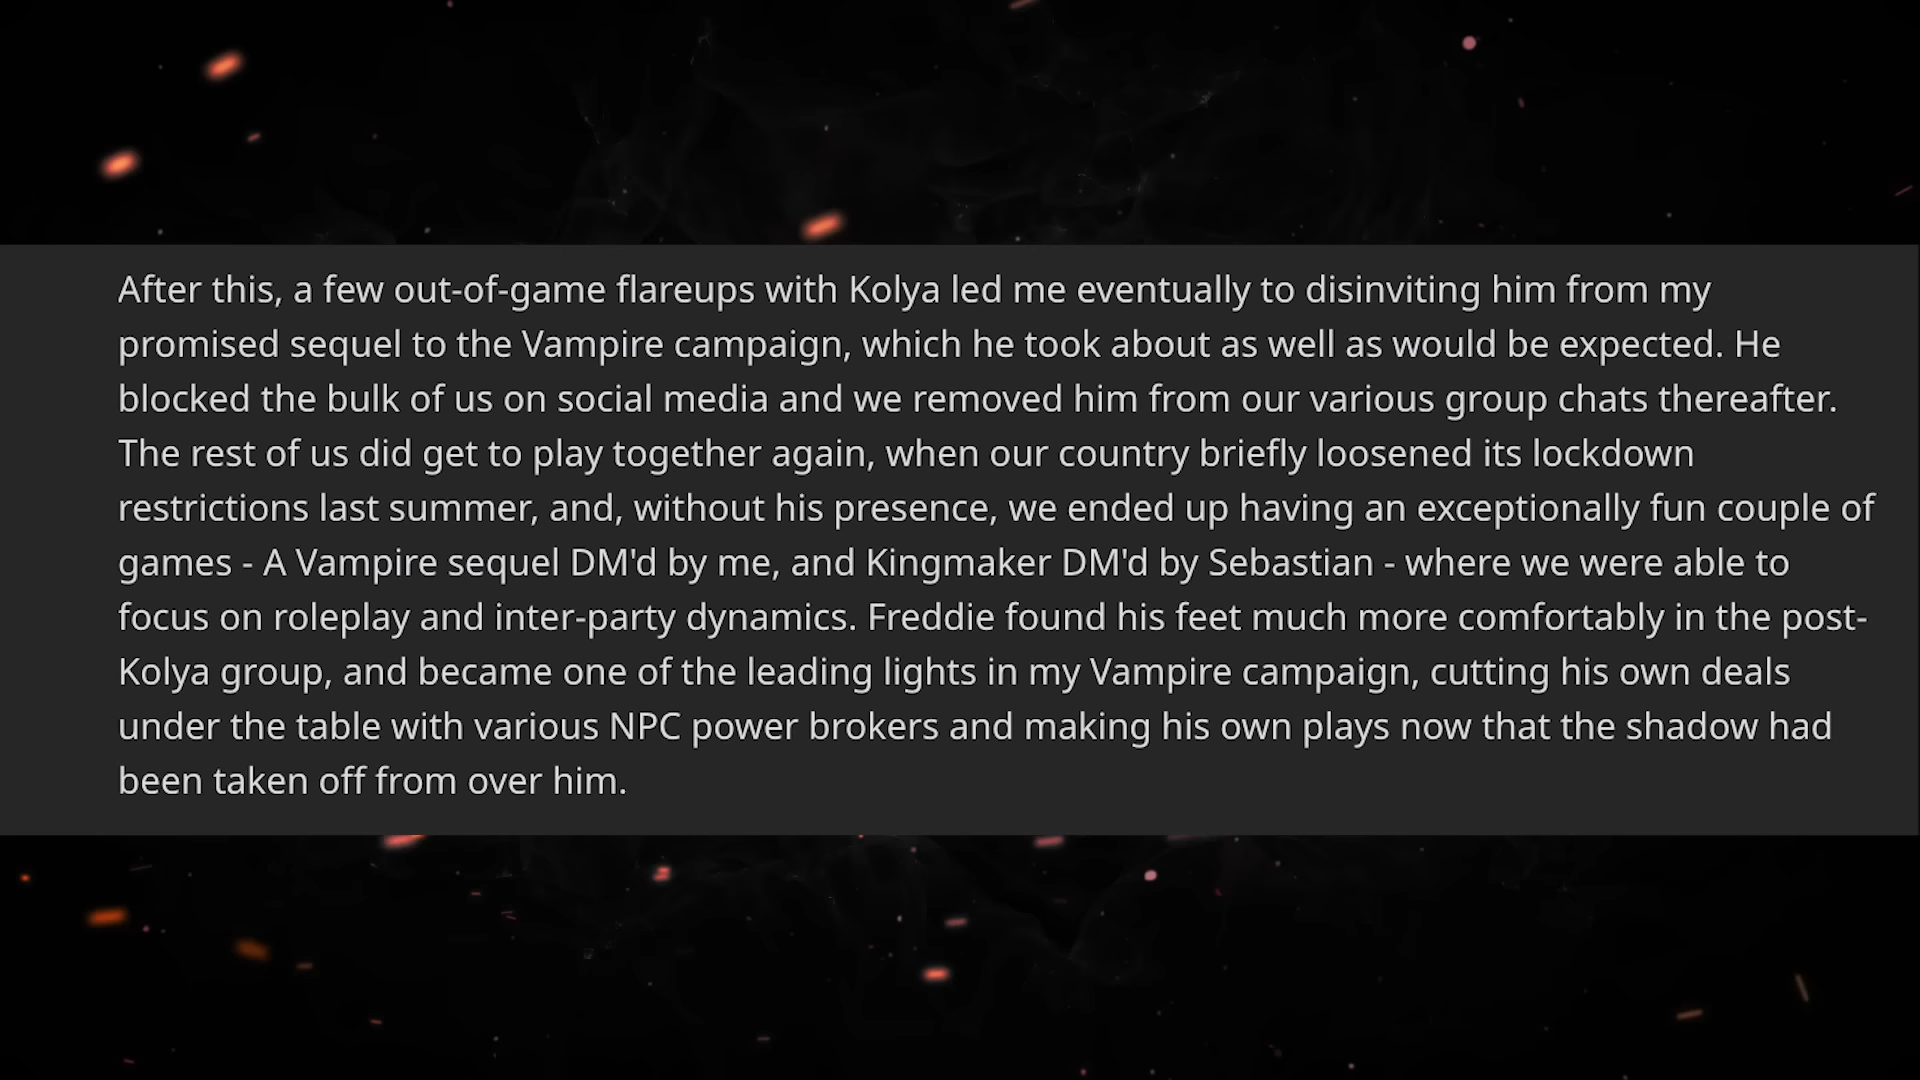 After this, a few out-of-game flareups with Kolya led me eventually to disinviting him from my
promised sequel to the Vampire campaign, which he took about as well as would be expected. He
blocked the bulk of us on social media and we removed him from our various group chats thereafter.
The rest of us did get to play together again, when our country briefly loosened its lockdown
restrictions last summer, and, without his presence, we ended up having an exceptionally fun couple of
games - A Vampire sequel DM'd by me, and Kingmaker DM'd by Sebastian - where we were able to
focus on roleplay and inter-party dynamics. Freddie found his feet much more comfortably in the post-
Kolya group, and became one of the leading lights in my Vampire campaign, cutting his own deals
under the table with various NPC power brokers and making his own plays now that the shadow had
been taken off from over him.